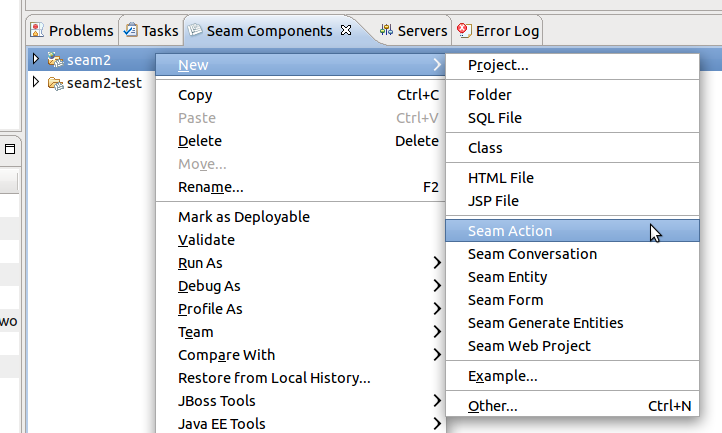 Problems Tasks Seam Components Servers Error Log
seam2
seam2-test
New
Copy Ctrl+C
Paste Ctrl+V
Delete Delete
Move...
Rename... F2
Mark as Deployable
Validate
Run As
Debug As
Profile As
Team
Compare With
Restore from Local History...
JBoss Tools
Java EE Tools
Project...
Folder
SQL File
Class
HTML File
JSP File
Seam Action
Seam Conversation
Seam Entity
Seam Form
Seam Generate Entities
Seam Web Project
Example...
Other... Ctrl+N
wo